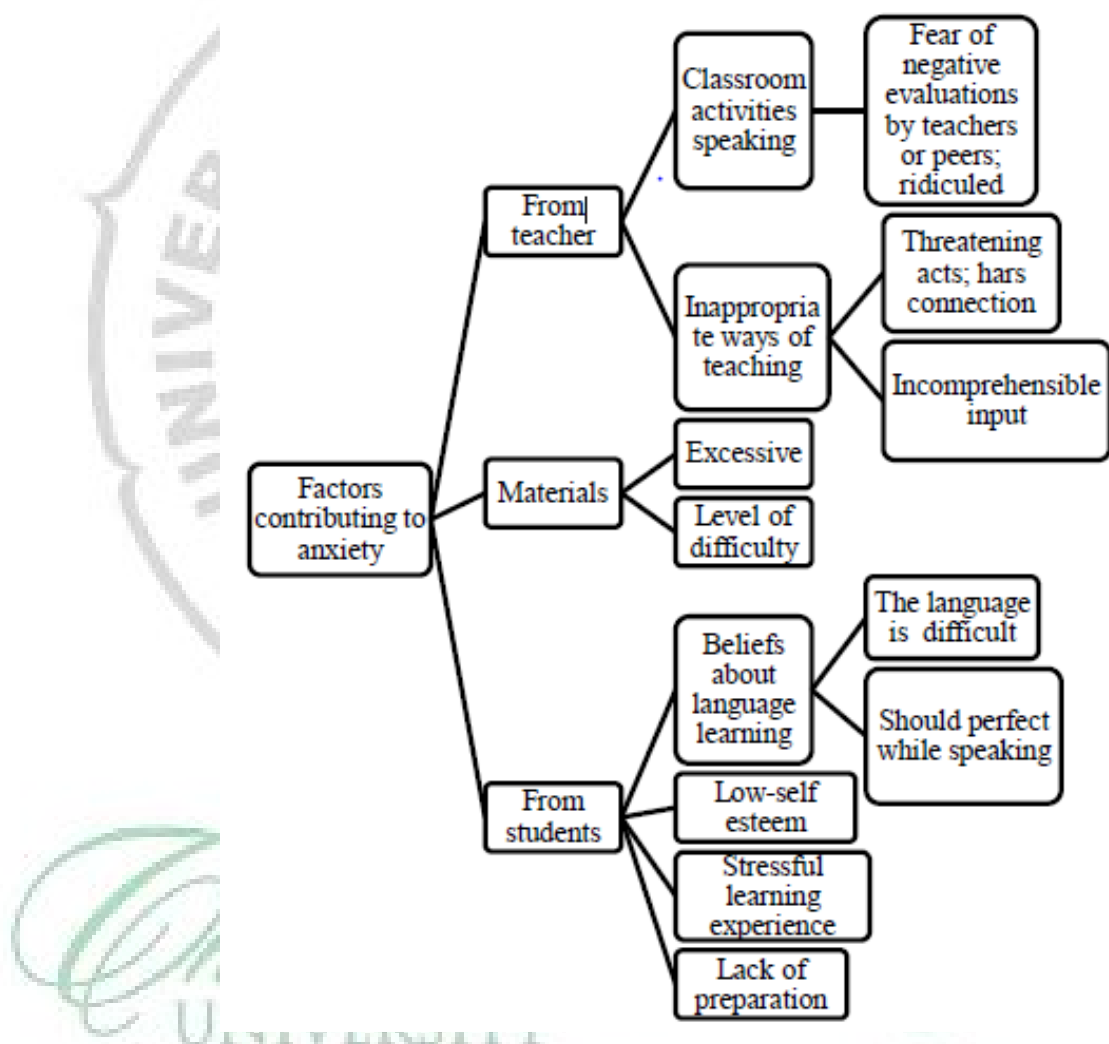 Factors
contributing to
anxiety
From
teacher
Classroom
activities
speaking
Fear of
negative
evaluations
by teachers
or peers;
ridiculed
Inappropria
te ways of
teaching
Threatening
acts; hars
connection
Incomprehensible
input
Materials
Excessive
Level of
difficulty
From
students
Beliefs
about
language
learning
The language
is difficult
Should perfect
while speaking
Low-self
esteem
Stressful
learning
experience
Lack of
preparation
UNIVERSITY